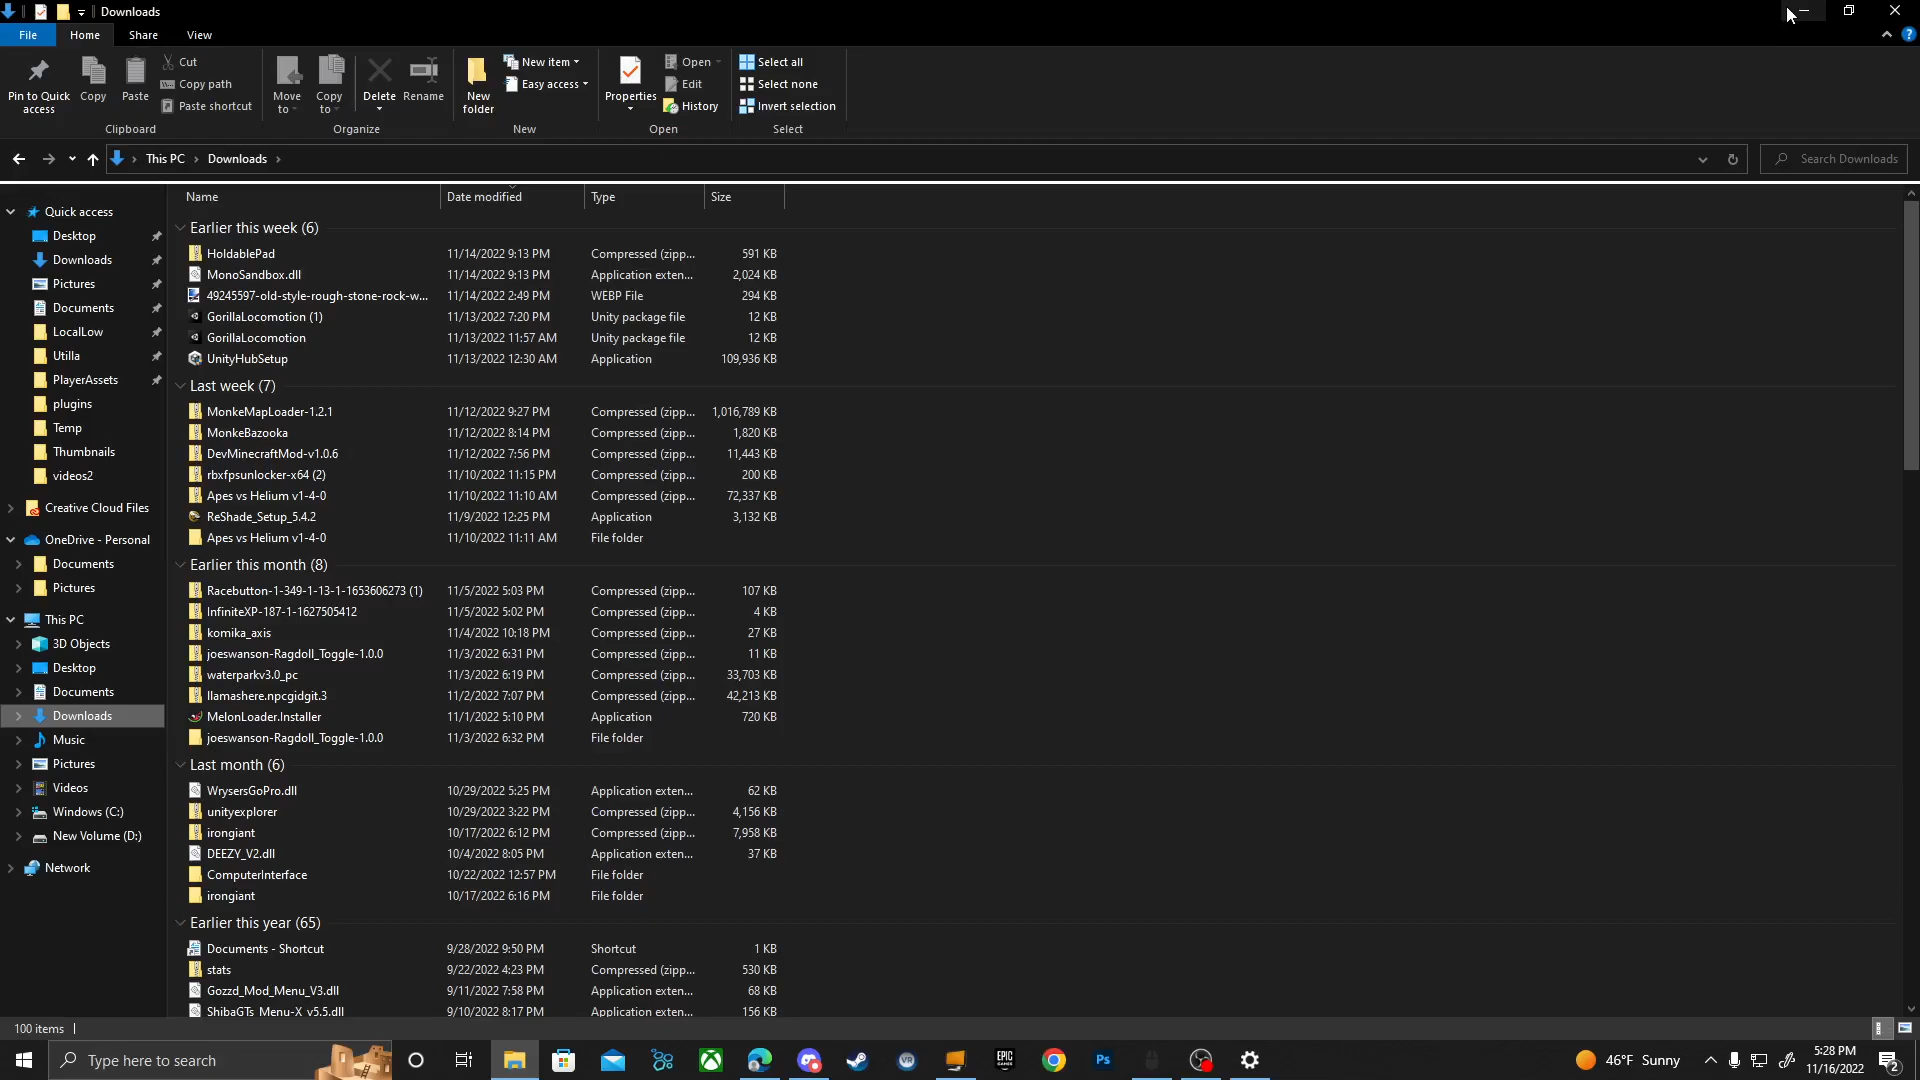 Downloads
File Home Share View
Pin to Quick access
Copy
Paste
Cut
Copy path
Paste shortcut
Clipboard
Move to
Copy to
Delete
Rename
Organize
New folder
New item
Easy access
New
Properties
Open
Edit
History
Open
Select all
Select none
Invert selection
Select
This PC Downloads
Search Downloads
Quick access
Desktop
Downloads
Pictures
Documents
LocalLow
Utilla
PlayerAssets
plugins
Temp
Thumbnails
videos2
Creative Cloud Files
OneDrive - Personal
Documents
Pictures
This PC
3D Objects
Desktop
Documents
Downloads
Music
Pictures
Videos
Windows (C:)
New Volume (D:)
Network
Name Date modified Type Size
Earlier this week (6)
HoldablePad 11/14/2022 9:13 PM Compressed (zipp... 591 KB
MonoSandbox.dll 11/14/2022 9:13 PM Application exten... 2,024 KB
49245597-old-style-rough-stone-rock-w... 11/14/2022 2:49 PM WEBP File 294 KB
GorillaLocomotion (1) 11/13/2022 7:20 PM Unity package file 12 KB
GorillaLocomotion 11/13/2022 11:57 AM Unity package file 12 KB
UnityHubSetup 11/13/2022 12:30 AM Application 109,936 KB
Last week (7)
MonkeMapLoader-1.2.1 11/12/2022 9:27 PM Compressed (zipp... 1,016,789 KB
MonkeBazooka 11/12/2022 8:14 PM Compressed (zipp... 1,820 KB
DevMinecraftMod-v1.0.6 11/12/2022 7:56 PM Compressed (zipp... 11,443 KB
rbxfpsunlocker-x64 (2) 11/10/2022 11:15 PM Compressed (zipp... 200 KB
Apes vs Helium v1-4-0 11/10/2022 11:10 AM Compressed (zipp... 72,337 KB
ReShade_Setup_5.4.2 11/9/2022 12:25 PM Application 3,132 KB
Apes vs Helium v1-4-0 11/10/2022 11:11 AM File folder
Earlier this month (8)
Racebutton-1-349-1-13-1-1653606273 (1) 11/5/2022 5:03 PM Compressed (zipp... 107 KB
InfiniteXP-187-1-1627505412 11/5/2022 5:02 PM Compressed (zipp... 4 KB
komika_axis 11/4/2022 10:18 PM Compressed (zipp... 27 KB
joeswanson-Ragdoll_Toggle-1.0.0 11/3/2022 6:31 PM Compressed (zipp... 11 KB
waterparkv3.0_pc 11/3/2022 6:19 PM Compressed (zipp... 33,703 KB
llamashere.npcgidgit.3 11/2/2022 7:07 PM Compressed (zipp... 42,213 KB
MelonLoader.Installer 11/1/2022 5:10 PM Application 720 KB
joeswanson-Ragdoll_Toggle-1.0.0 11/3/2022 6:32 PM File folder
Last month (6)
WrysersGoPro.dll 10/29/2022 5:25 PM Application exten... 62 KB
unityexplorer 10/29/2022 3:22 PM Compressed (zipp... 4,156 KB
irongiant 10/17/2022 6:12 PM Compressed (zipp... 7,958 KB
DEEZY_V2.dll 10/4/2022 8:05 PM Application exten... 37 KB
ComputerInterface 10/22/2022 12:57 PM File folder
irongiant 10/17/2022 6:16 PM File folder
Earlier this year (65)
Documents - Shortcut 9/28/2022 9:50 PM Shortcut 1 KB
stats 9/22/2022 4:23 PM Compressed (zipp... 530 KB
Gozzd_Mod_Menu_V3.dll 9/11/2022 7:58 PM Application exten... 68 KB
ShibaGTs_Menu-X_v5.5.dll 9/10/2022 8:17 PM Application exten... 156 KB
100 items
Type here to search
VR
EPIC GAMES
Ps
46°F Sunny
5:28 PM
11/16/2022
2